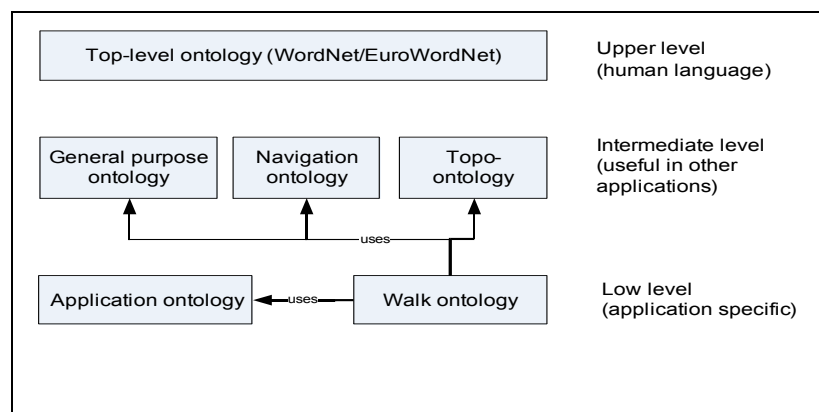 Top-level ontology (WordNet/EuroWordNet)
Upper level
(human language)
General purpose
ontology
Navigation
ontology
Topo-
ontology
Intermediate level
(useful in other
applications)
uses
Application ontology
uses
Walk ontology
Low level
(application specific)